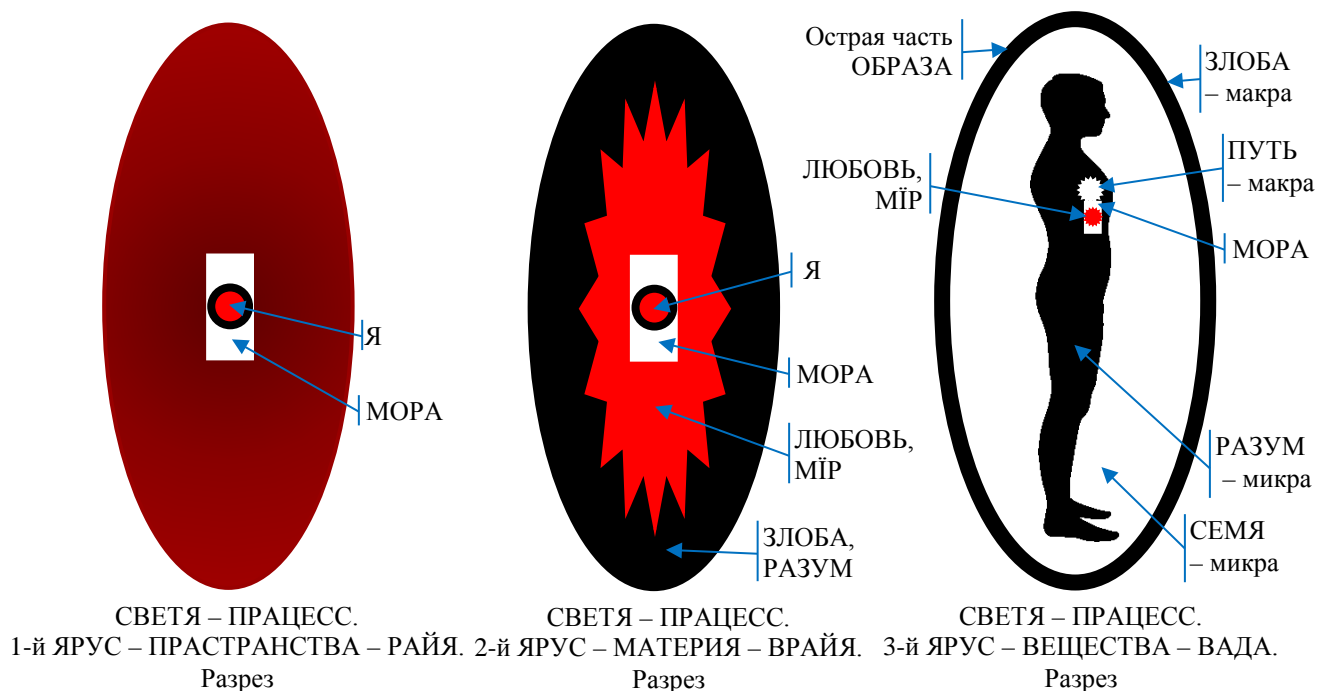 Я
МОРА
СВЕТЯ – ПРАЦЕСС.
1-й ЯРУС – ПРАСТРАНСТВА – РАЙЯ.
Разрез
Я
МОРА
ЛЮБОВЬ,
МЇР
ЗЛОБА,
РАЗУМ
СВЕТЯ – ПРАЦЕСС.
2-й ЯРУС – МАТЕРИЯ – ВРАЙЯ.
Разрез
Острая часть
ОБРАЗА
ЗЛОБА
– макра
ПУТЬ
– макра
ЛЮБОВЬ,
МЇР
МОРА
РАЗУМ
– микра
СЕМЯ
– микра
СВЕТЯ – ПРАЦЕСС.
3-й ЯРУС – ВЕЩЕСТВА – ВАДА.
Разрез